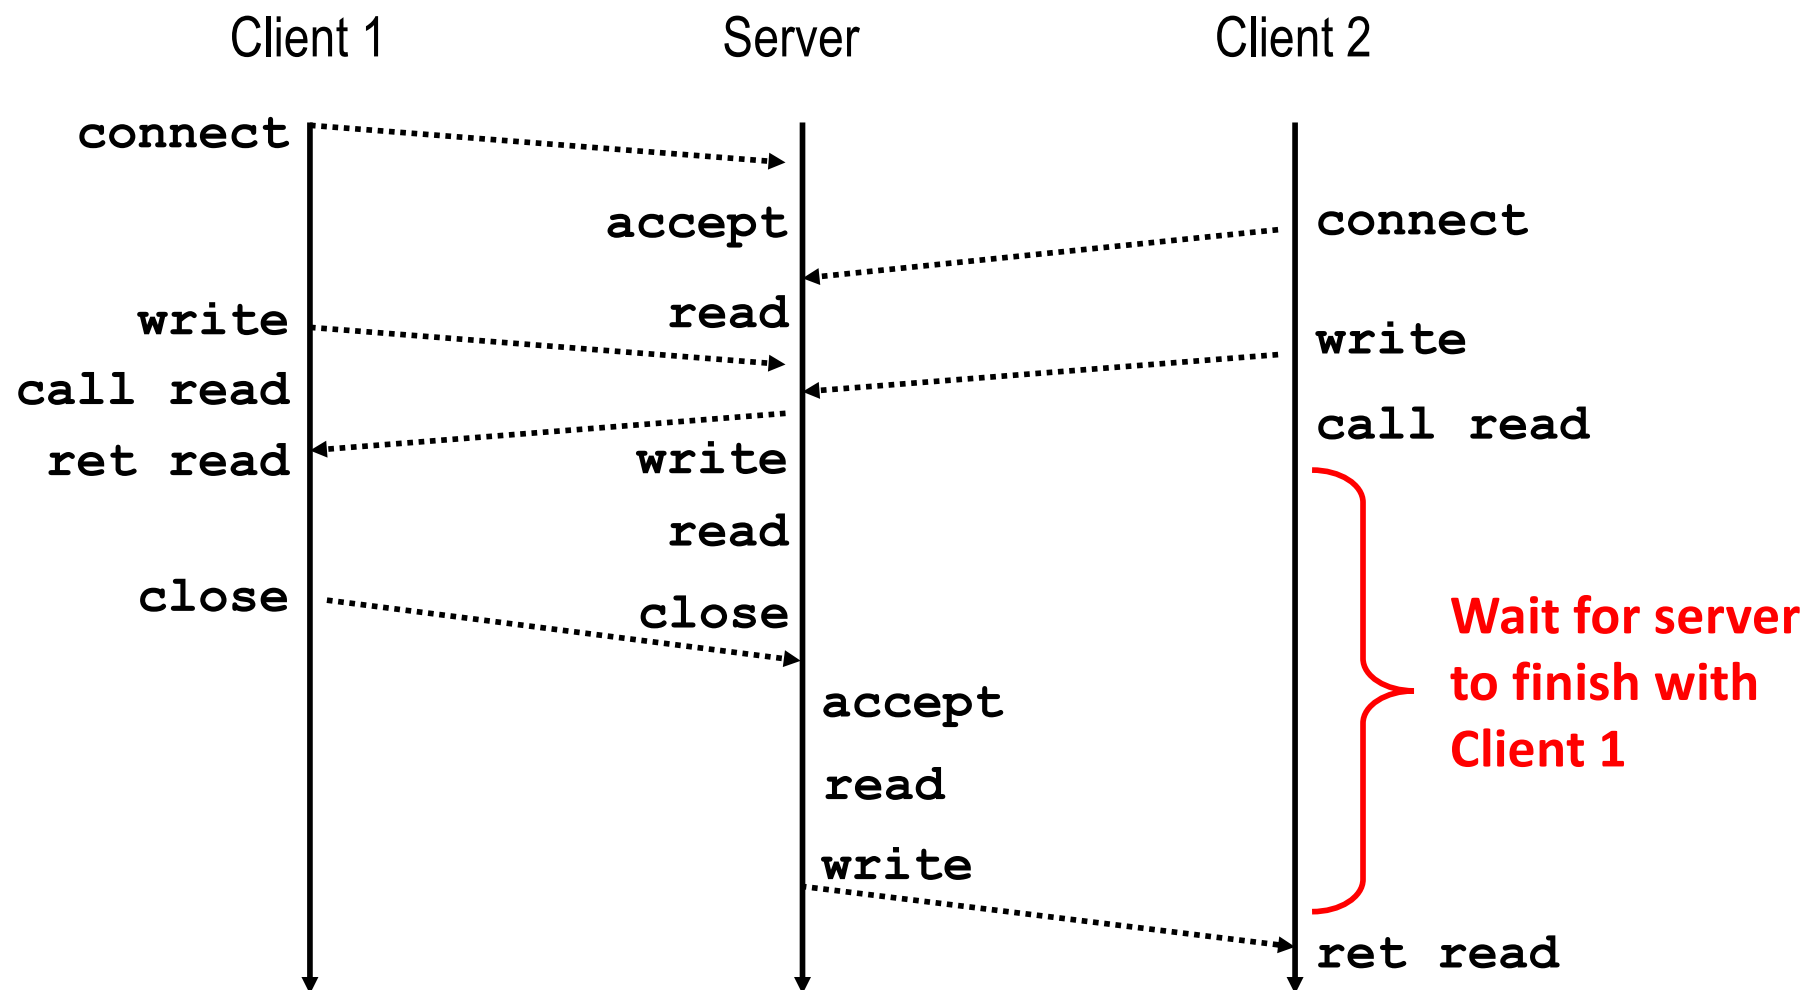 Client 1
Server
Client 2
connect
accept
connect
write
read
write
call read
call read
ret read
write
read
close
close
Wait for server
to finish with
Client 1
accept
read
write
ret read